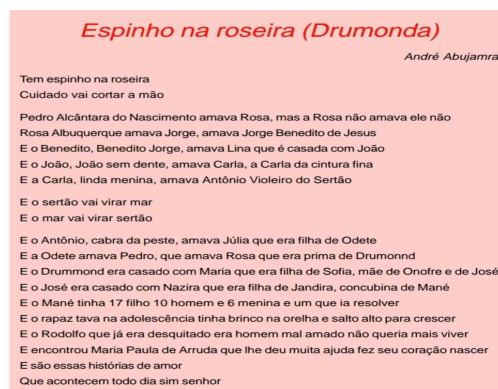 Espinho na roseira (Drumonda)
André Abujamra
Tem espinho na roseira
Cuidado vai cortar a mão
Pedro Alcântara do Nascimento amava Rosa, mas a Rosa não amava ele não
Rosa Albuquerque amava Jorge, amava Jorge Benedito de Jesus
E o Benedito, Benedito Jorge, amava Lina que é casada com João
E o João, João sem dente, amava Carla, a Carla da cintura fina
E a Carla, linda menina, amava Antônio Violeiro do Sertão
E o sertão vai virar mar
E o mar vai virar sertão
E o Antônio, cabra da peste, amava Júlia que era filha de Odete
E a Odete amava Pedro, que amava Rosa que era prima de Drumonnd
E o Drummond era casado com Maria que era filha de Sofia, mãe de Onofre e de José
E o José era casado com Nazira que era filha de Jandira, concubina de Mané
E o Mané tinha 17 filho 10 homem e 6 menina e um que ia resolver
E o rapaz tava na adolescência tinha brinco na orelha e salto alto para crescer
E o Rodolfo que já era desquitado era homem mal amado não queria mais viver
E encontrou Maria Paula de Arruda que lhe deu muita ajuda fez seu coração nascer
E são essas histórias de amor
Que acontecem todo dia sim senhor